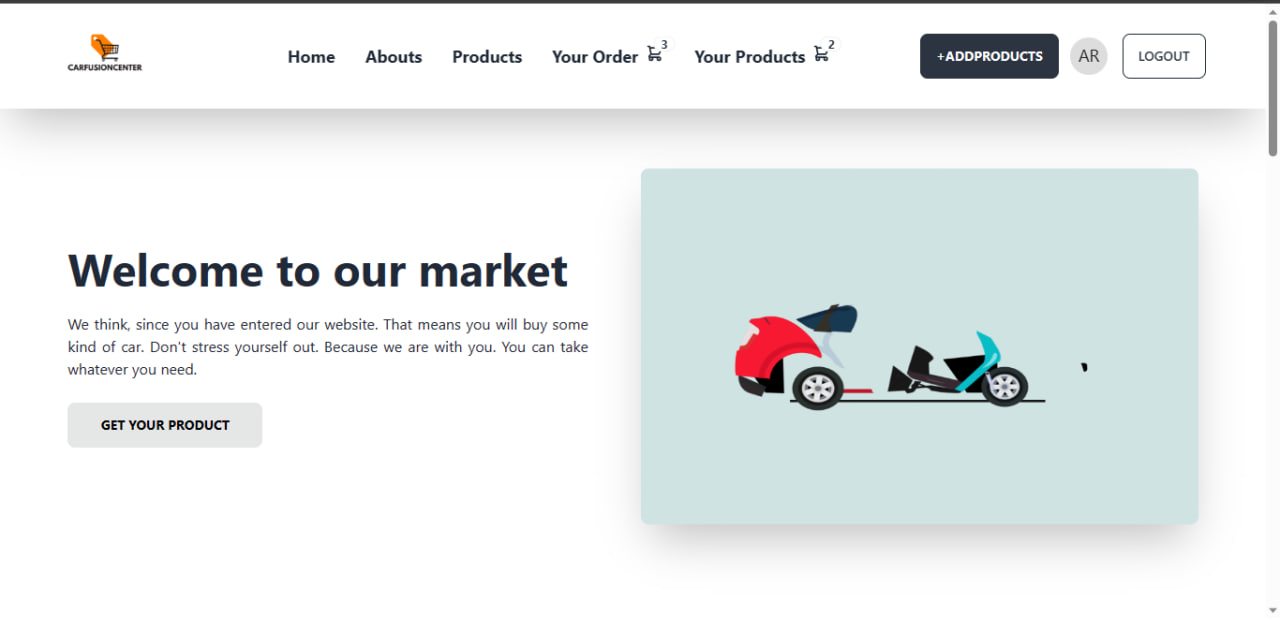 CARFUSIONCENTER
Home Abouts Products Your Order 3 Your Products 2 +ADDPRODUCTS AR LOGOUT
Welcome to our market
We think, since you have entered our website. That means you will buy some
kind of car. Don't stress yourself out. Because we are with you. You can take
whatever you need.
GET YOUR PRODUCT